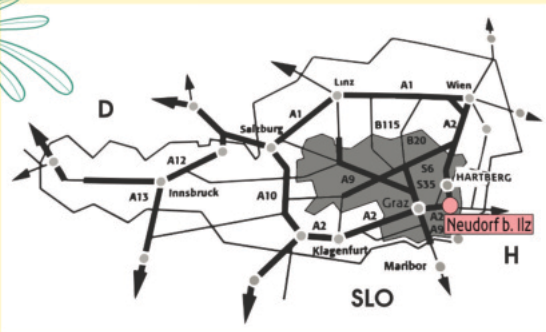 Linz
A1
Wien
D
Salzburg
A1
B115
A2
B20
A12
A9
S6
S35
HARTBERG
A13
Innsbruck
A10
Graz
A2
A2
A2
A9
Neudorf b. Ilz
Klagenfurt
Maribor
H
SLO